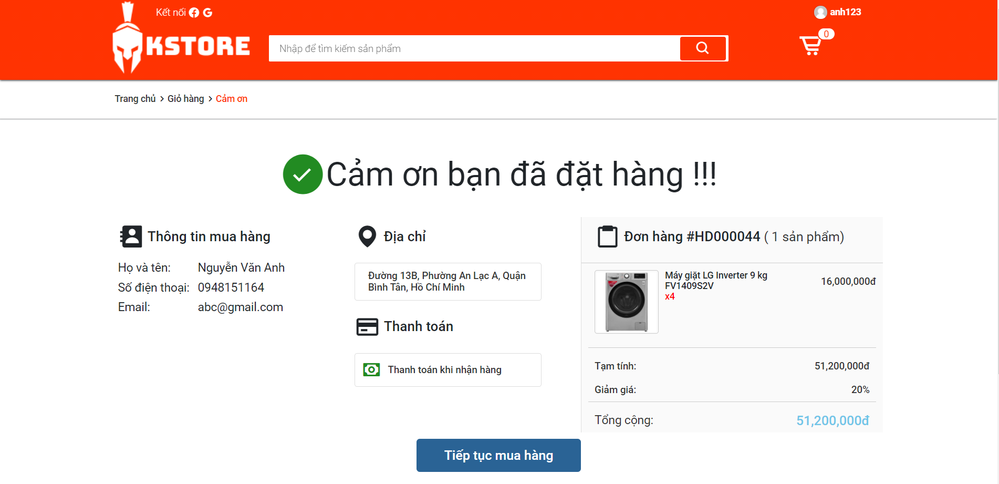 Kết nối
anh123
KSTORE
Nhập để tìm kiếm sản phẩm
0
Trang chủ > Giỏ hàng > Cảm ơn
Cảm ơn bạn đã đặt hàng !!!
Thông tin mua hàng
Họ và tên: Nguyễn Văn Anh
Số điện thoại: 0948151164
Email: abc@gmail.com
Địa chỉ
Đường 13B, Phường An Lạc A, Quận
Bình Tân, Hồ Chí Minh
Thanh toán
Thanh toán khi nhận hàng
Đơn hàng #HD000044 ( 1 sản phẩm)
Máy giặt LG Inverter 9 kg
FV1409S2V
x4
16,000,000đ
Tạm tính: 51,200,000đ
Giảm giá: 20%
Tổng cộng: 51,200,000đ
Tiếp tục mua hàng